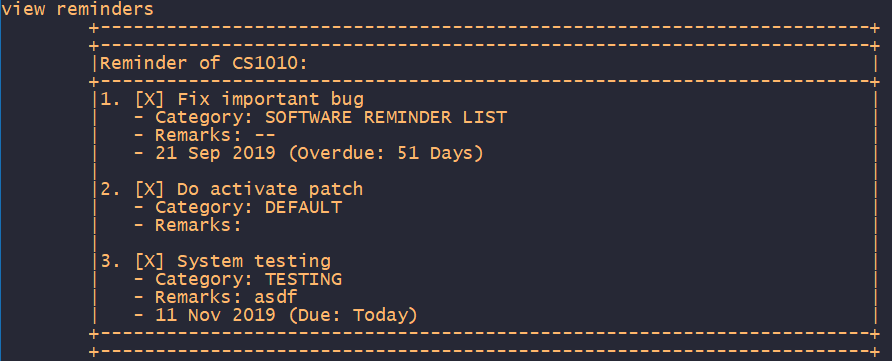 view reminders
+----------------------------------------------------------------------+
+----------------------------------------------------------------------+
|Reminder of CS1010: |
+----------------------------------------------------------------------+
|1. [X] Fix important bug |
| - Category: SOFTWARE REMINDER LIST |
| - Remarks: -- |
| - 21 Sep 2019 (Overdue: 51 Days) |
| |
|2. [X] Do activate patch |
| - Category: DEFAULT |
| - Remarks: |
| |
|3. [X] System testing |
| - Category: TESTING |
| - Remarks: asdf |
| - 11 Nov 2019 (Due: Today) |
+----------------------------------------------------------------------+
+----------------------------------------------------------------------+